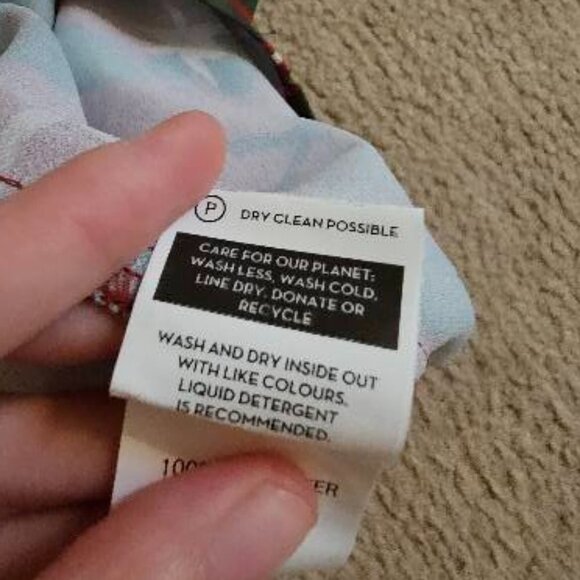 P DRY CLEAN POSSIBLE
CARE FOR OUR PLANET:
WASH LESS, WASH COLD,
LINE DRY, DONATE OR
RECYCLE
WASH AND DRY INSIDE OUT
WITH LIKE COLOURS.
LIQUID DETERGENT
IS RECOMMENDED.